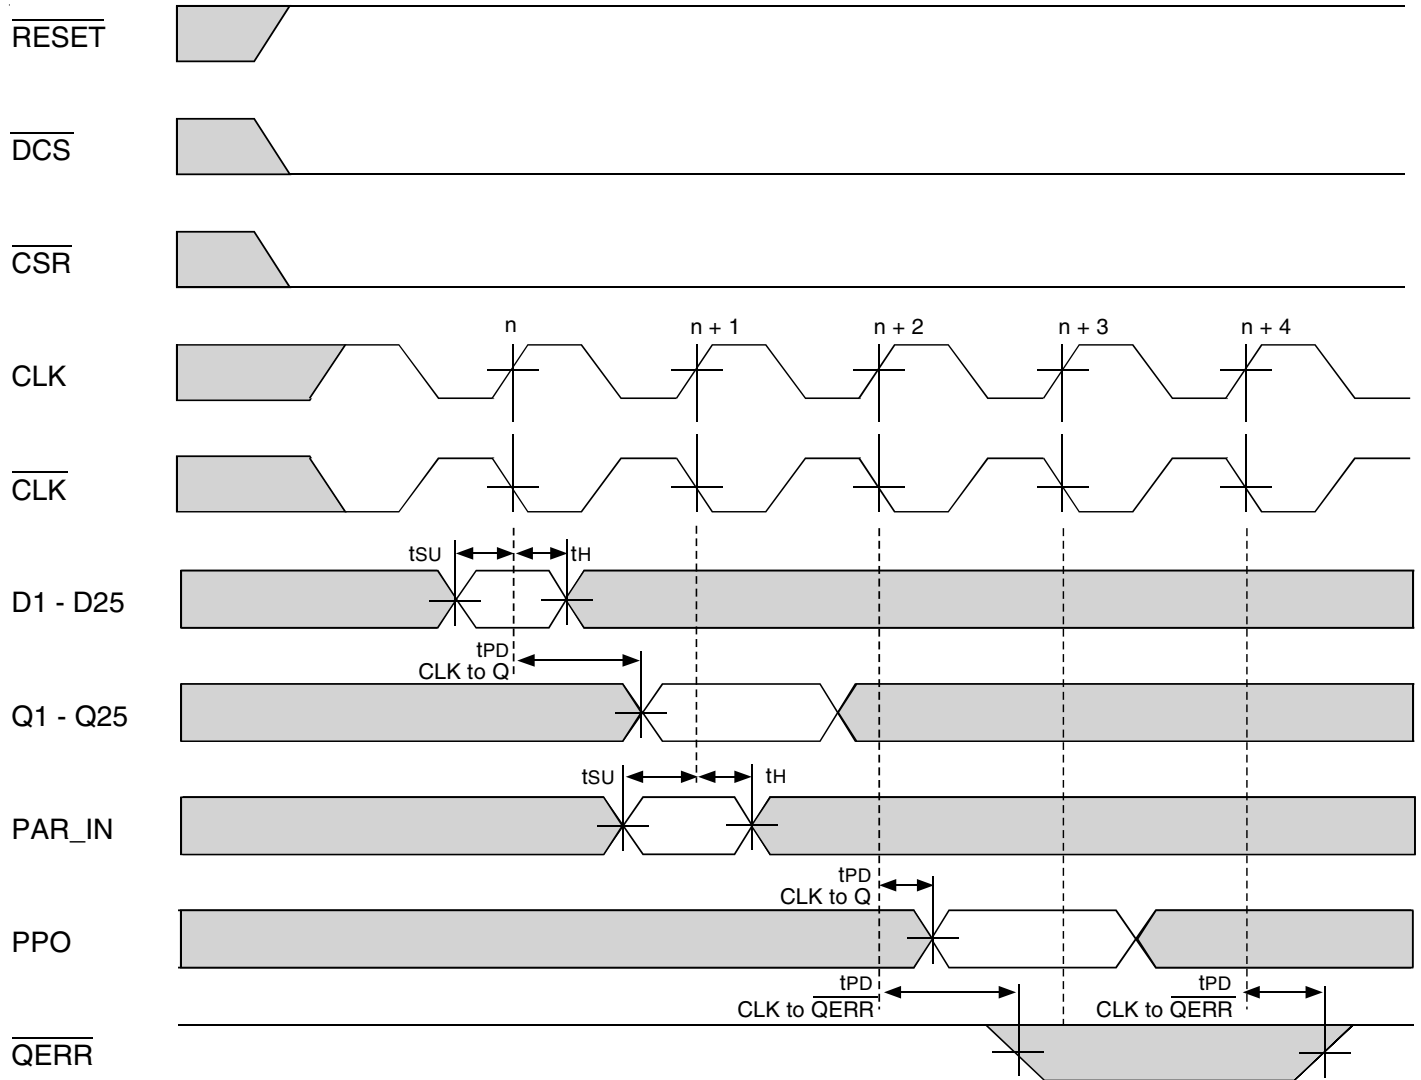 RESET
DCS
CSR
n n + 1 n + 2 n + 3 n + 4
CLK
CLK
tSU tH
D1 - D25
tPD
CLK to Q
Q1 - Q25
tSU tH
PAR_IN
tPD
CLK to Q
PPO
tPD tPD
CLK to QERR CLK to QERR
QERR